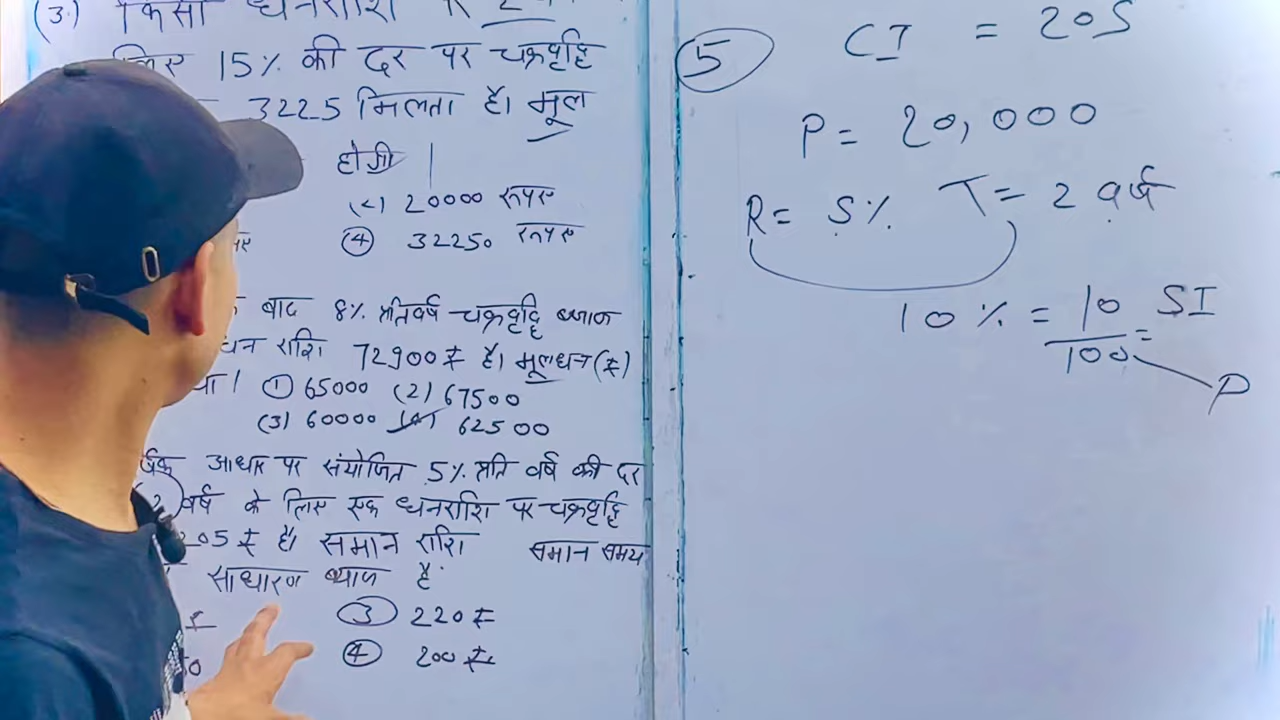 (3.) किसी धनराशि पर
लिए 15% की दर पर चक्रवृद्धि
3225 मिलता है। मूल
होगी
20000 रूपए
④ 32250 रूपए
बाद 8% प्रतिवर्ष चक्रवृद्धि ब्याज
धन राशि 72900₹ है। मूलधन(₹)
① 65000 (2) 67500
(3) 60000 (4) 62500
आधार पर संयोजित 5% प्रति वर्ष की दर
2 वर्ष के लिए एक धनराशि पर चक्रवृद्धि
205₹ है। समान राशि समान समय
साधारण ब्याज है
③ 220₹
④ 200₹
⑤ CI = 205
P = 20,000
R = 5% T = 2 वर्ष
10% = 10/100 = SI
P